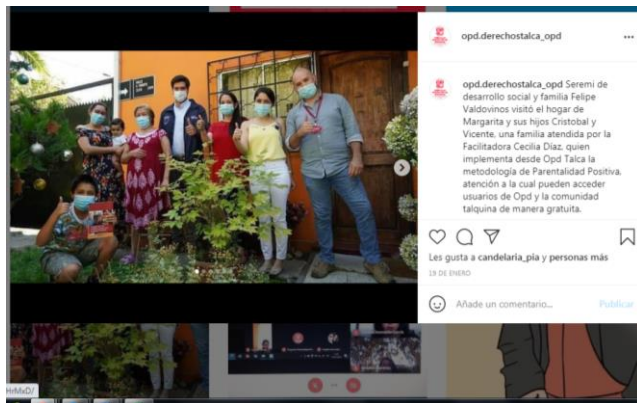 opd.derechostalca_opd
...
opd.derechostalca_opd Seremi de
desarrollo social y familia Felipe
Valdovinos visitó el hogar de
Margarita y sus hijos Cristobal y
Vicente, una familia atendida por la
Facilitadora Cecilia Díaz, quien
implementa desde Opd Talca la
metodología de Parentalidad Positiva,
atención a la cual pueden acceder
usuarios de Opd y la comunidad
talquina de manera gratuita.
Les gusta a candelaria_pia y personas más
19 DE ENERO
Añade un comentario...
Publicar
HrMxD/